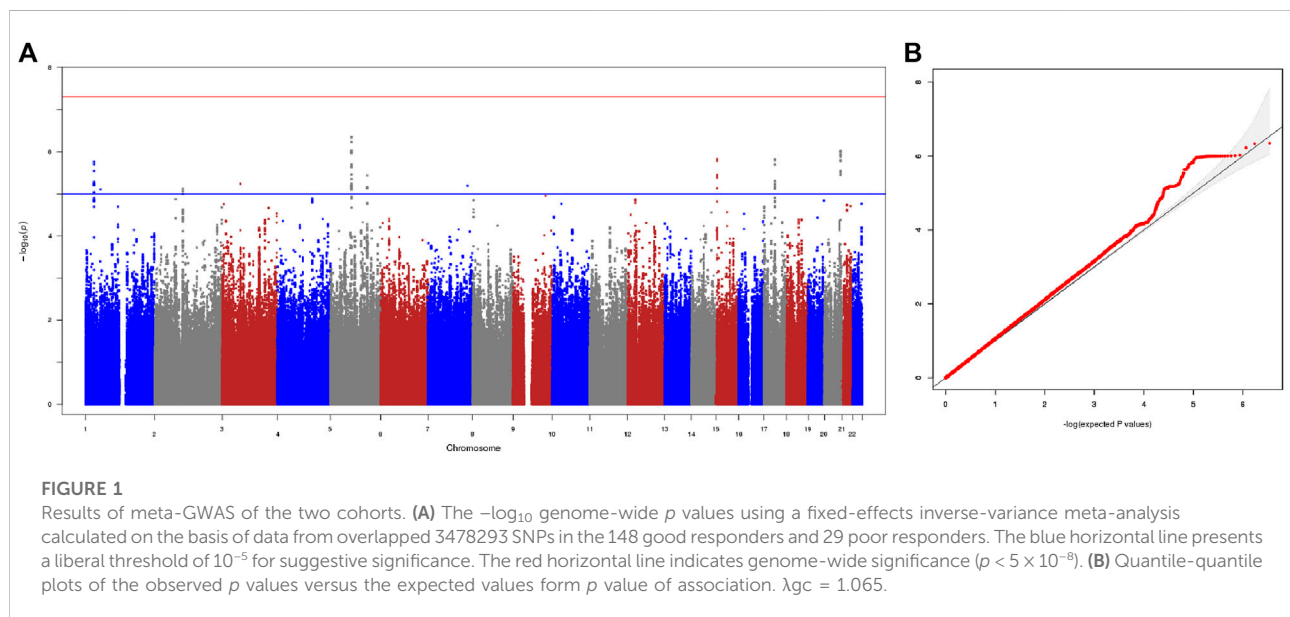 A
B
8
6
4
2
0
−log10(p)
1 2 3 4 5 6 7 8 9 10 11 12 13 14 15 16 17 18 19 20 21 22
Chromosome
8
6
4
2
0
0 1 2 3 4 5 6
-log(expected P values)
FIGURE 1
Results of meta-GWAS of the two cohorts. (A) The –log₁₀ genome-wide p values using a fixed-effects inverse-variance meta-analysis
calculated on the basis of data from overlapped 3478293 SNPs in the 148 good responders and 29 poor responders. The blue horizontal line presents
a liberal threshold of 10⁻⁵ for suggestive significance. The red horizontal line indicates genome-wide significance (p < 5 × 10⁻⁸). (B) Quantile-quantile
plots of the observed p values versus the expected values form p value of association. λgc = 1.065.